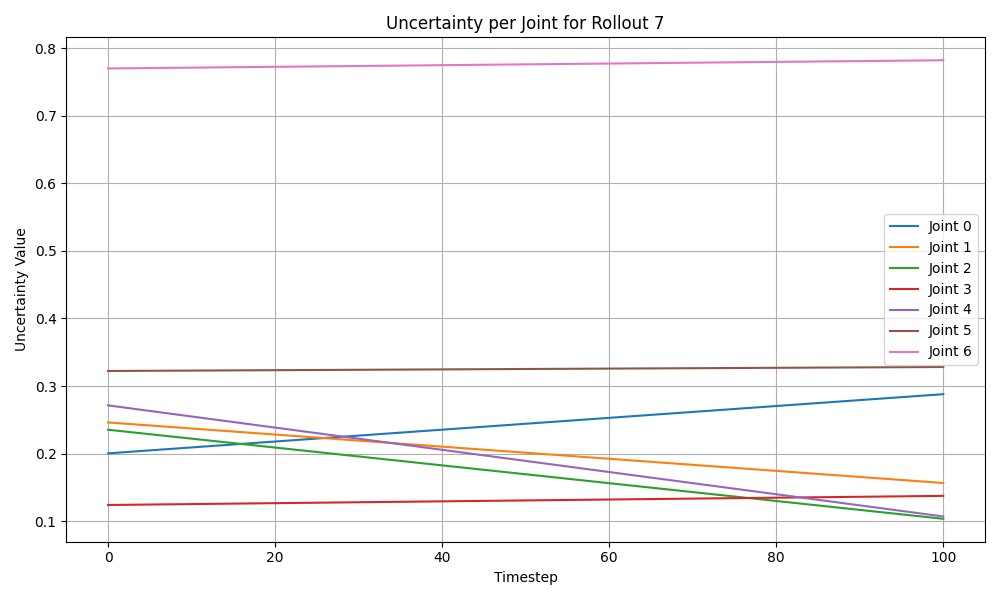 Uncertainty per Joint for Rollout 7
Uncertainty Value
0.8
0.7
0.6
0.5
0.4
0.3
0.2
0.1
Joint 0
Joint 1
Joint 2
Joint 3
Joint 4
Joint 5
Joint 6
0 20 40 60 80 100
Timestep